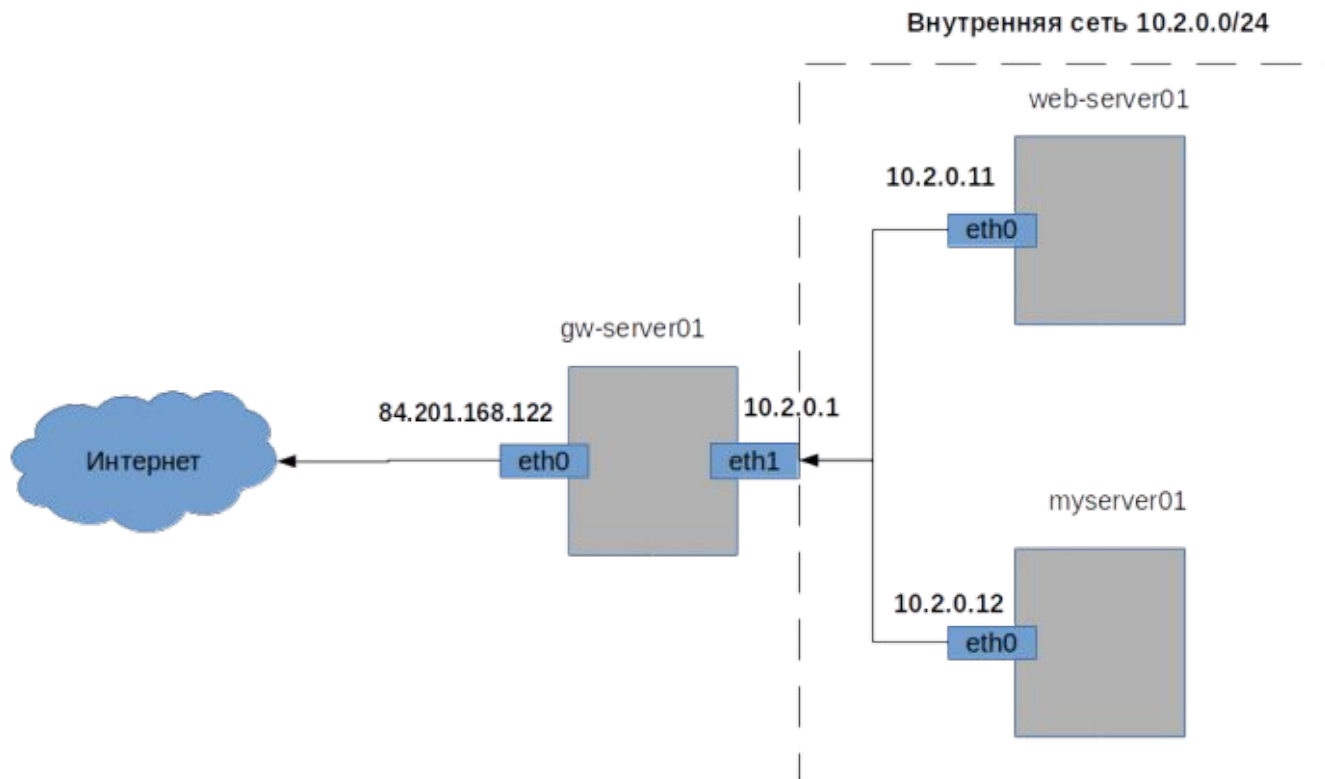 Внутренняя сеть 10.2.0.0/24
web-server01
10.2.0.11
eth0
gw-server01
84.201.168.122
10.2.0.1
Интернет
eth0
eth1
myserver01
10.2.0.12
eth0